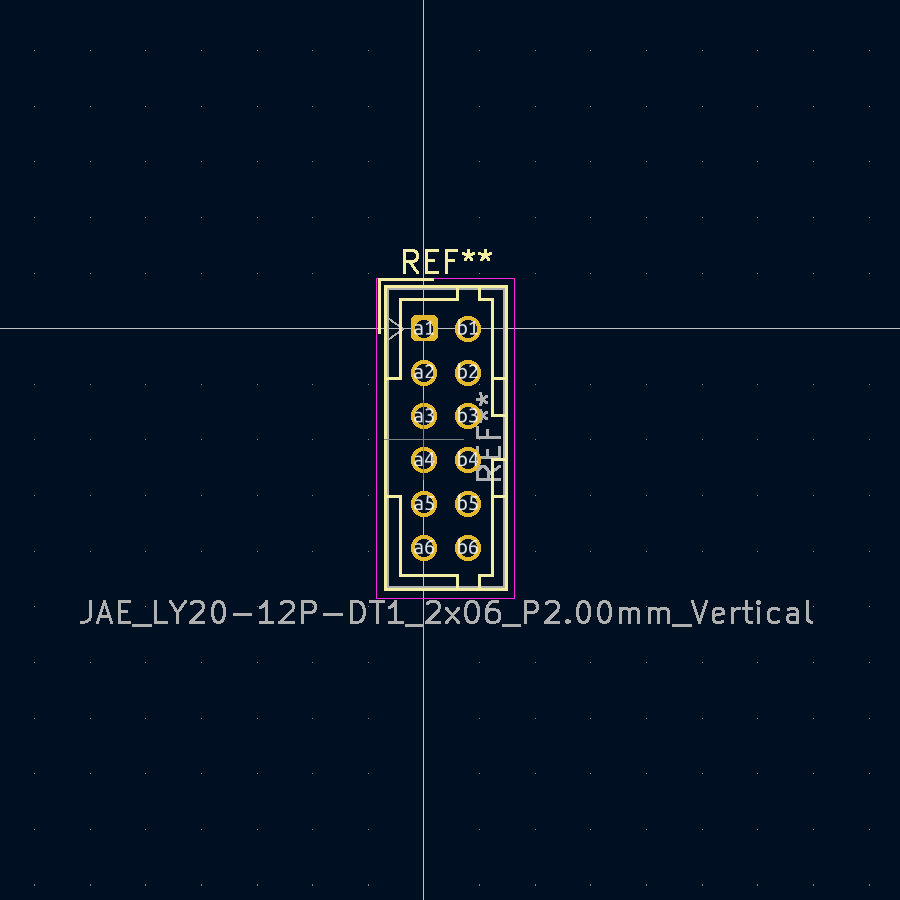 REF**
a1 b1
a2 b2
a3 b3
REF**
a4 b4
a5 b5
a6 b6
JAE_LY20-12P-DT1_2x06_P2.00mm_Vertical